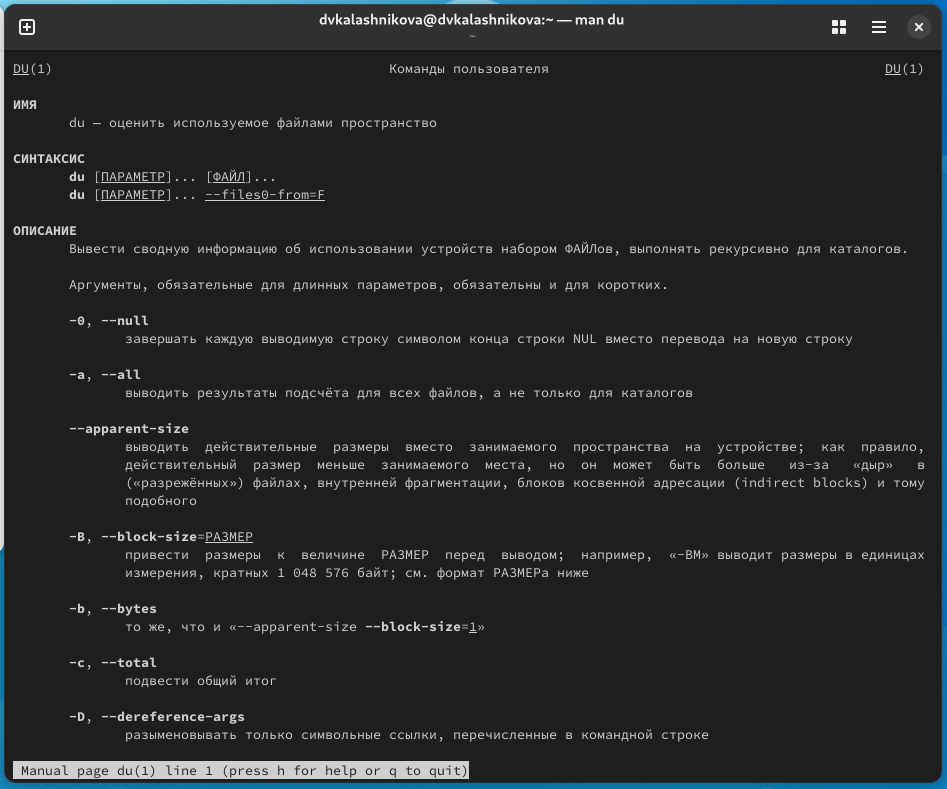 dvkalashnikova@dvkalashnikova:~ — man du
~
DU(1) Команды пользователя DU(1)
ИМЯ
du — оценить используемое файлами пространство
СИНТАКСИС
du [ПАРАМЕТР]... [ФАЙЛ]...
du [ПАРАМЕТР]... --files0-from=F
ОПИСАНИЕ
Вывести сводную информацию об использовании устройств набором ФАЙЛов, выполнять рекурсивно для каталогов.
Аргументы, обязательные для длинных параметров, обязательны и для коротких.
-0, --null
завершать каждую выводимую строку символом конца строки NUL вместо перевода на новую строку
-a, --all
выводить результаты подсчёта для всех файлов, а не только для каталогов
--apparent-size
выводить действительные размеры вместо занимаемого пространства на устройстве; как правило,
действительный размер меньше занимаемого места, но он может быть больше из-за «дыр» в
(«разрежённых») файлах, внутренней фрагментации, блоков косвенной адресации (indirect blocks) и тому
подобного
-B, --block-size=РАЗМЕР
привести размеры к величине РАЗМЕР перед выводом; например, «-BM» выводит размеры в единицах
измерения, кратных 1 048 576 байт; см. формат РАЗМЕРа ниже
-b, --bytes
то же, что и «--apparent-size --block-size=1»
-c, --total
подвести общий итог
-D, --dereference-args
разыменовывать только символьные ссылки, перечисленные в командной строке
Manual page du(1) line 1 (press h for help or q to quit)